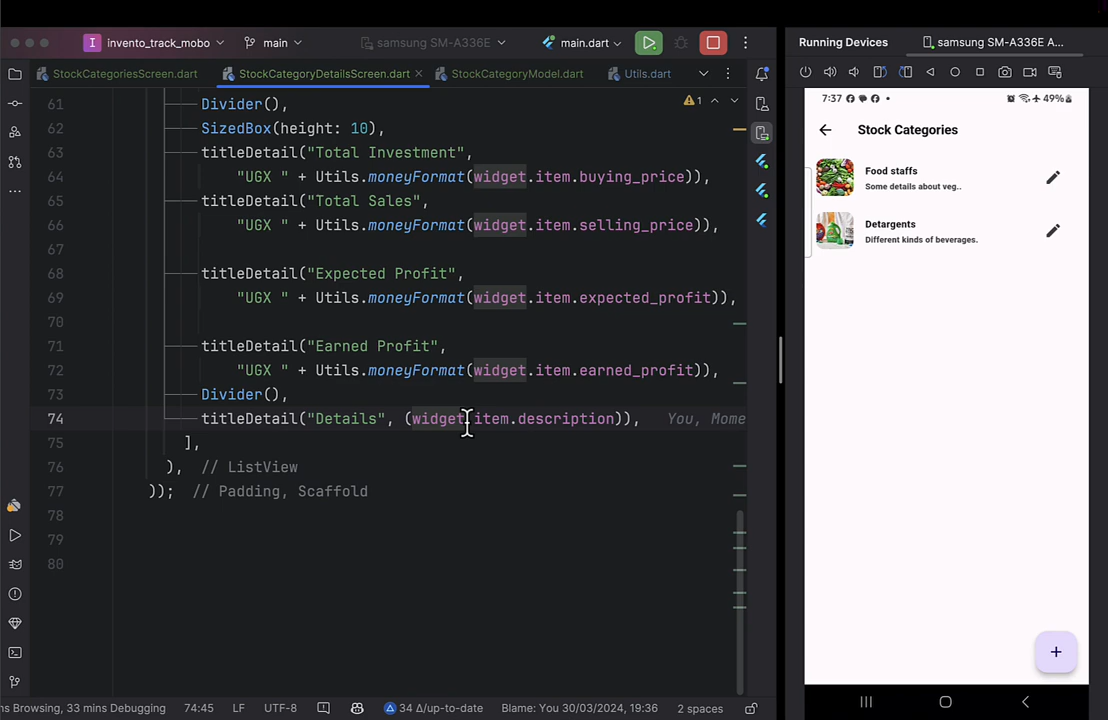 I invento_track_mobo main samsung SM-A336E main.dart
StockCategoriesScreen.dart StockCategoryDetailsScreen.dart StockCategoryModel.dart Utils.dart
61 Divider(),
62 SizedBox(height: 10),
63 titleDetail("Total Investment",
64 "UGX " + Utils.moneyFormat(widget.item.buying_price)),
65 titleDetail("Total Sales",
66 "UGX " + Utils.moneyFormat(widget.item.selling_price)),
67
68 titleDetail("Expected Profit",
69 "UGX " + Utils.moneyFormat(widget.item.expected_profit)),
70
71 titleDetail("Earned Profit",
72 "UGX " + Utils.moneyFormat(widget.item.earned_profit)),
73 Divider(),
74 titleDetail("Details", (widget.item.description)), You, Mome
75 ],
76 ), // ListView
77 )); // Padding, Scaffold
78
79
80
1
ns Browsing, 33 mins Debugging 74:45 LF UTF-8 34 Δ/up-to-date Blame: You 30/03/2024, 19:36 2 spaces
Running Devices samsung SM-A336E A...
7:37 49%
Stock Categories
Food staffs
Some details about veg..
Detargents
Different kinds of beverages.
+